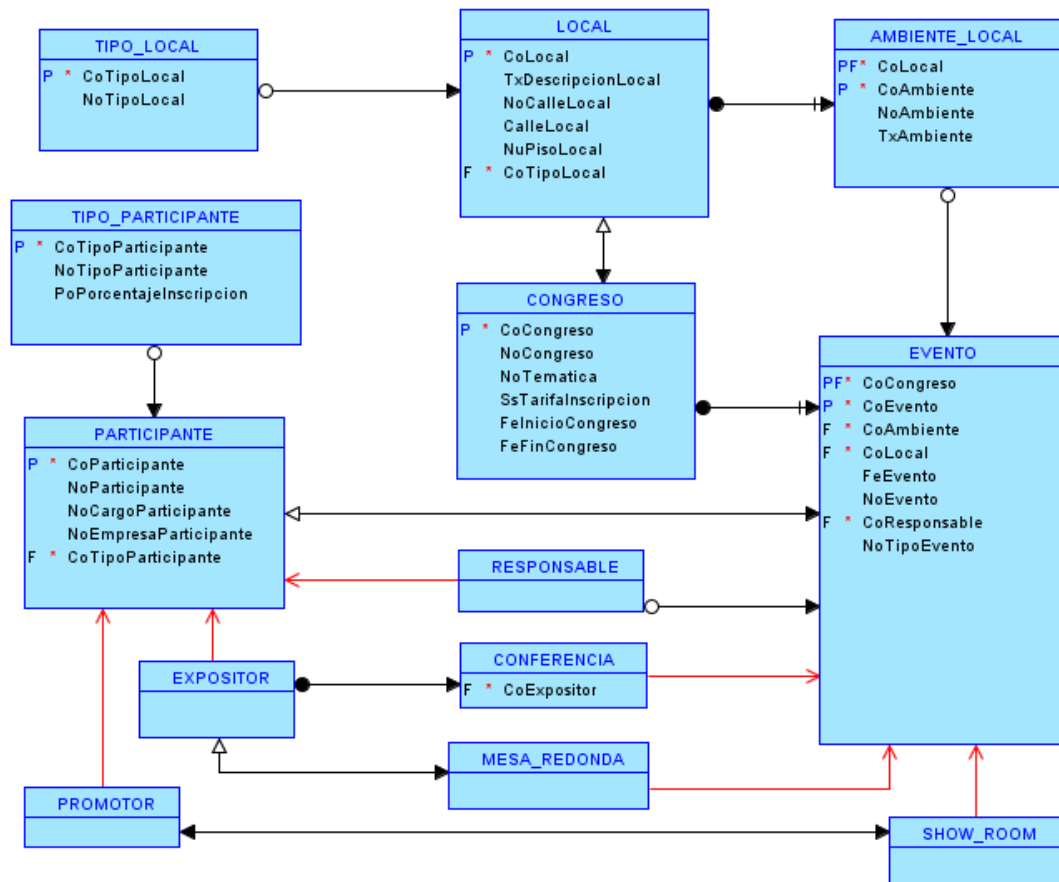 TIPO_LOCAL
P * CoTipoLocal
NoTipoLocal
LOCAL
P * CoLocal
TxDescripcionLocal
NoCalleLocal
CalleLocal
NuPisoLocal
F * CoTipoLocal
AMBIENTE_LOCAL
PF* CoLocal
P * CoAmbiente
NoAmbiente
TxAmbiente
TIPO_PARTICIPANTE
P * CoTipoParticipante
NoTipoParticipante
PoPorcentajeInscripcion
CONGRESO
P * CoCongreso
NoCongreso
NoTematica
SsTarifaInscripcion
FeInicioCongreso
FeFinCongreso
EVENTO
PF* CoCongreso
P * CoEvento
F * CoAmbiente
F * CoLocal
FeEvento
NoEvento
F * CoResponsable
NoTipoEvento
PARTICIPANTE
P * CoParticipante
NoParticipante
NoCargoParticipante
NoEmpresaParticipante
F * CoTipoParticipante
RESPONSABLE
EXPOSITOR
CONFERENCIA
F * CoExpositor
MESA_REDONDA
PROMOTOR
SHOW_ROOM